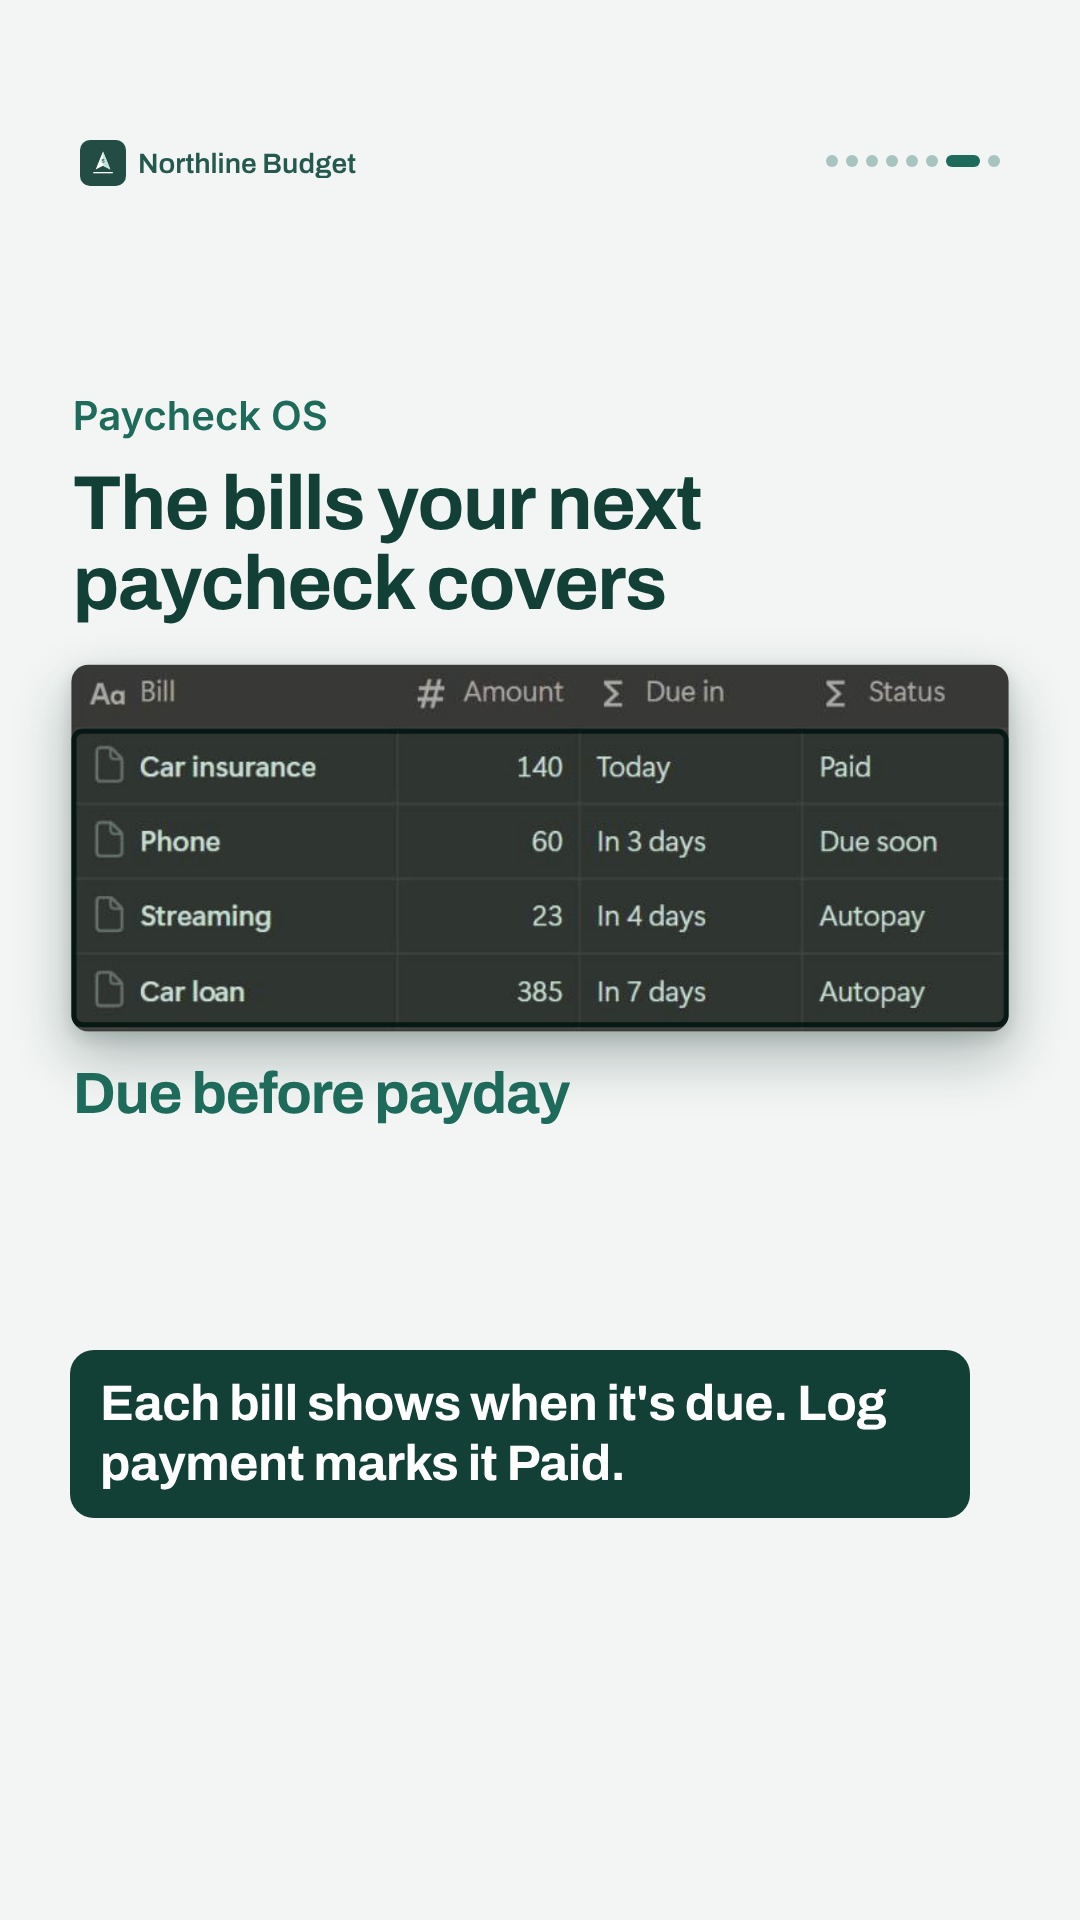 Northline Budget
Paycheck OS
The bills your next
paycheck covers
Aa Bill # Amount Σ Due in Σ Status
Car insurance 140 Today Paid
Phone 60 In 3 days Due soon
Streaming 23 In 4 days Autopay
Car loan 385 In 7 days Autopay
Due before payday
Each bill shows when it's due. Log
payment marks it Paid.